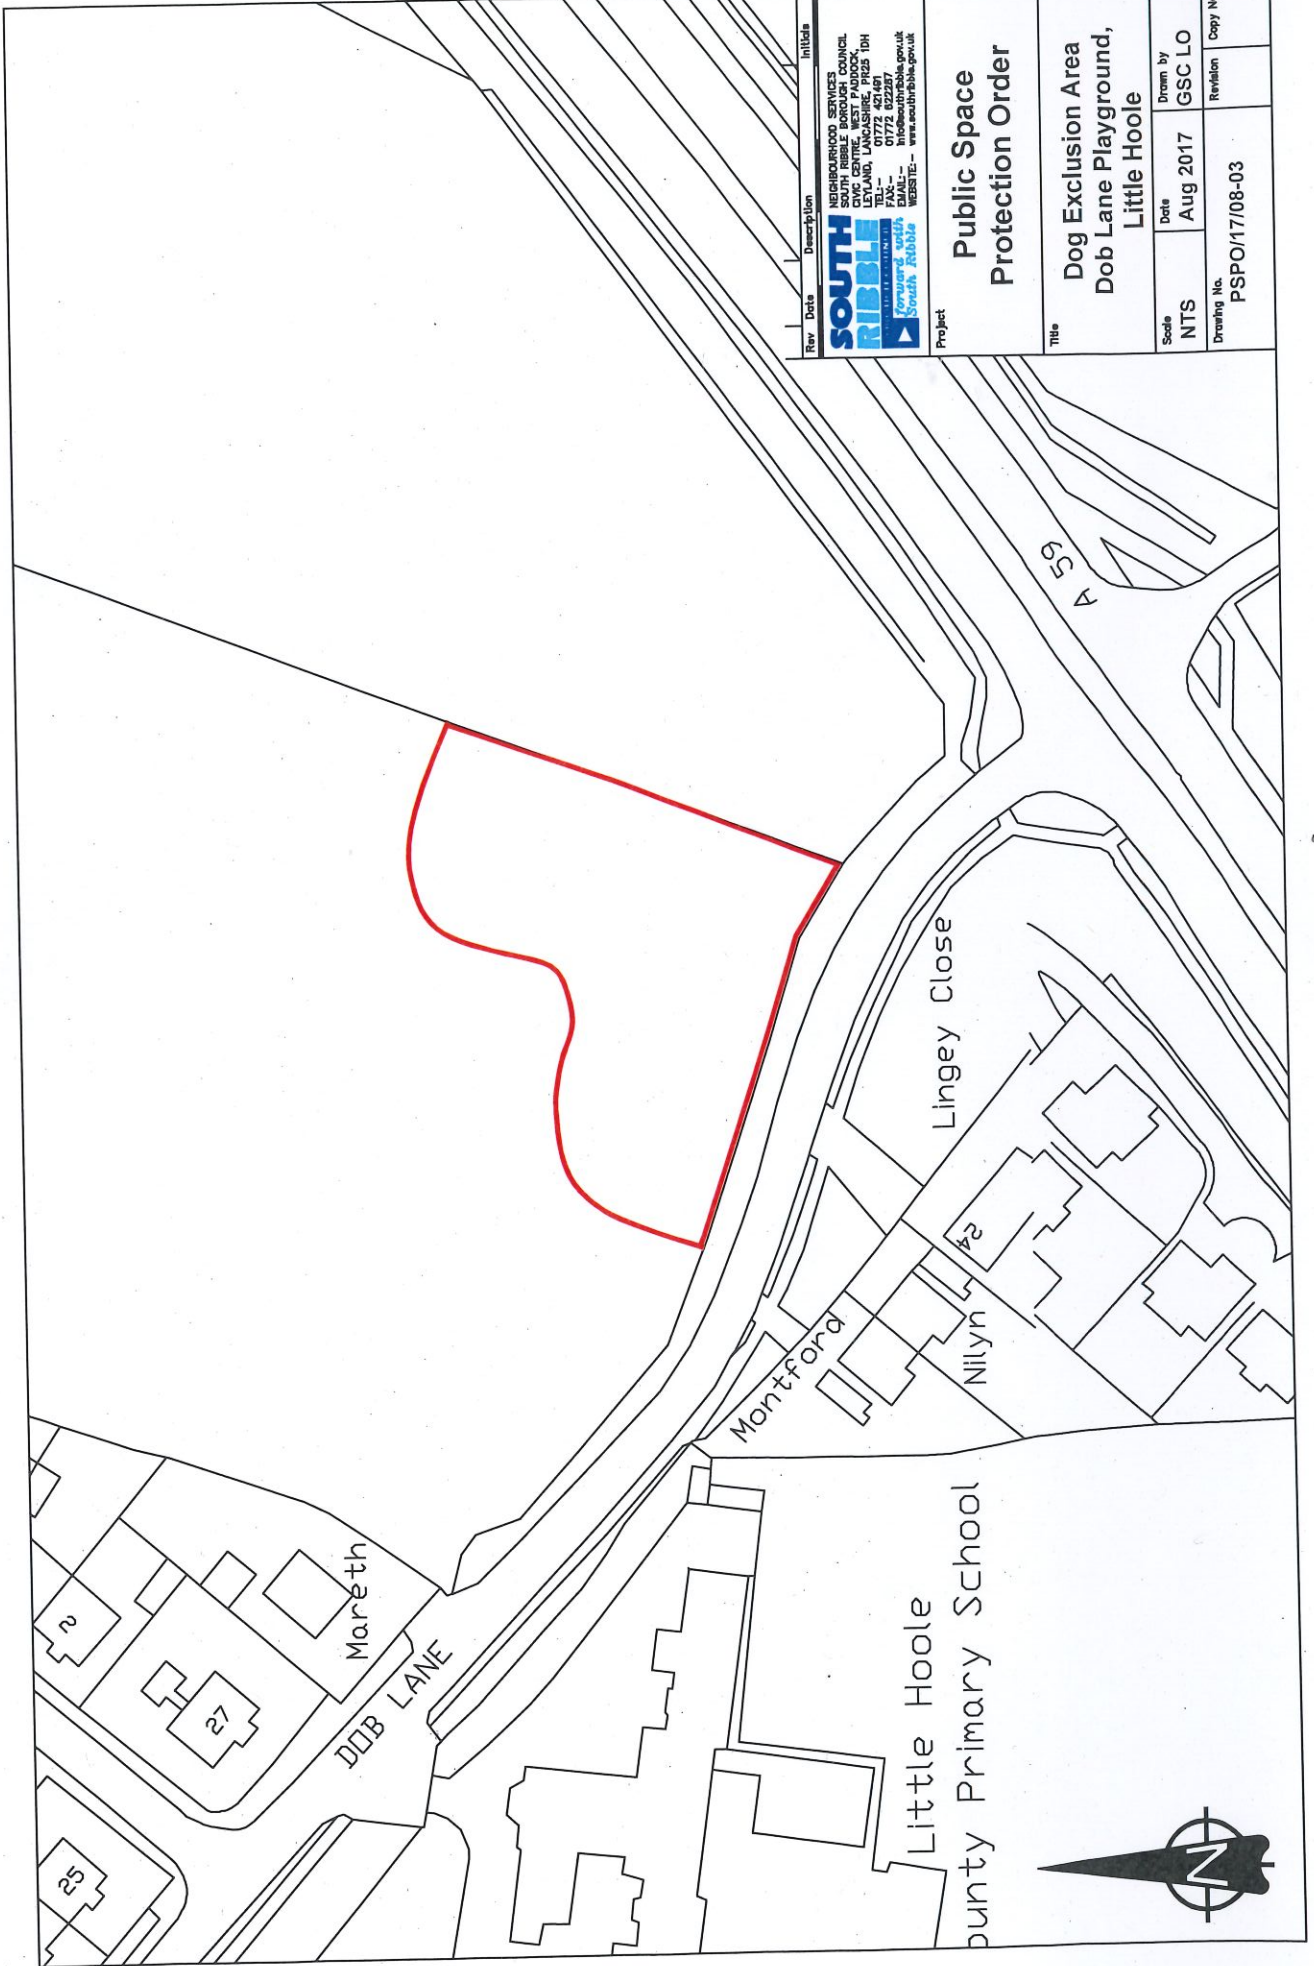 2
27
25
Mareth
DOB LANE
Montford
Nilyn
24
Lingey Close
A 59
Little Hoole
ounty Primary School
N
Rev Date Description Initials
SOUTH
RIBBLE
forward with
South Ribble
NEIGHBOURHOOD SERVICES
SOUTH RIBBLE BOROUGH COUNCIL
CIVIC CENTRE, WEST PADDOCK,
LEYLAND, LANCASHIRE, PR25 1DH
TEL:- 01772 421491
FAX:- 01772 622287
EMAIL:- info@southribble.gov.uk
WEBSITE:- www.southribble.gov.uk
Project
Public Space
Protection Order
Title
Dog Exclusion Area
Dob Lane Playground,
Little Hoole
Scale
NTS
Date
Aug 2017
Drawn by
GSC LO
Drawing No.
PSPO/17/08-03
Revision
Copy N